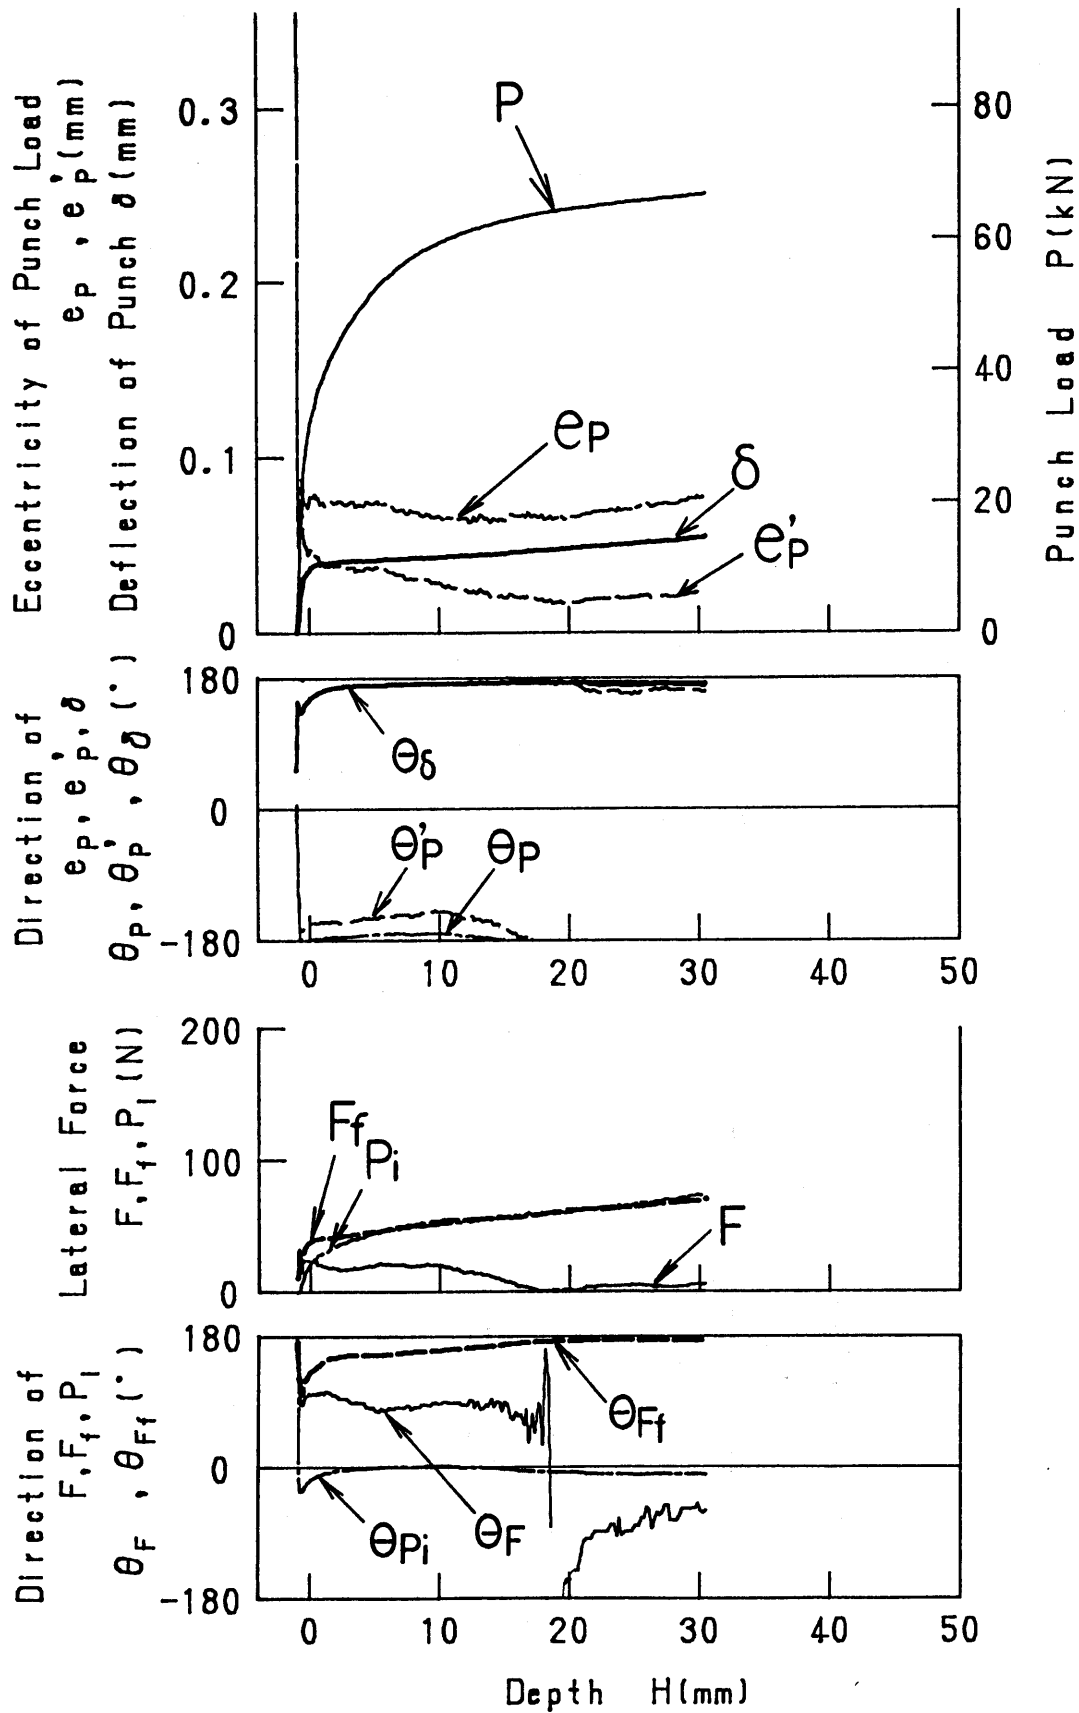 Eccentricity of Punch Load
eP , e'P (mm)
Deflection of Punch δ (mm)
0.3
0.2
0.1
0
P
eP
δ
e'P
80
60
40
20
0
Punch Load P(kN)
Direction of
eP, e'P, δ
θP, θP', θδ (°)
180
0
-180
θδ
θ'P
θP
0 10 20 30 40 50
Lateral Force
F, Ff, Pi (N)
200
100
0
Ff
Pi
F
Direction of
F, Ff, Pi
θF , θFf (°)
180
0
-180
θFf
θPi
θF
0 10 20 30 40 50
Depth H(mm)